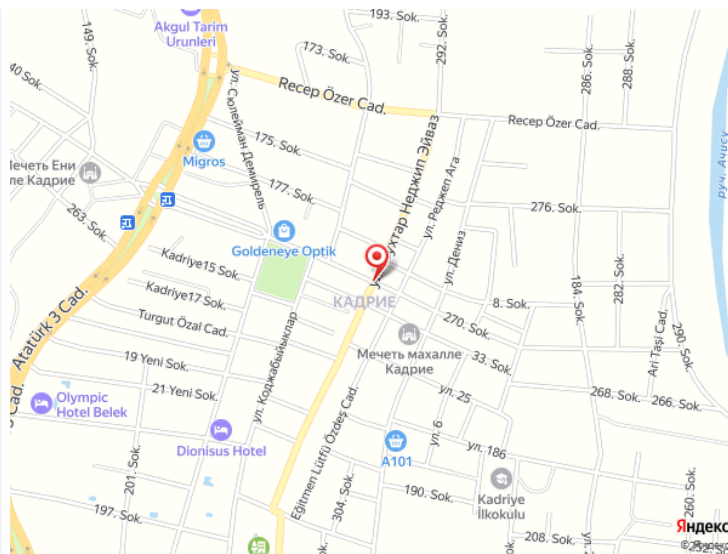 193. Sok.
Akgul Tarim
Urunleri
149. Sok.
292. Sok.
173. Sok.
286. Sok.
288. Sok.
40 Sok.
ул. Сюлейман Демирель
Recep Özer Cad.
Recep Özer Cad.
175. Sok.
Migros
руч. Ачису
Мечеть Ени
лле Кадрие
177. Sok.
ул. Реджеп Ага
276. Sok.
263. Sok.
Goldeneye Optik
ул. Дениз
Kadriye15 Sok.
184. Sok.
282. Sok.
Kadriye17 Sok.
КАДРИЕ
8. Sok.
290. Sok.
Turgut Özal Cad.
270. Sok.
Ari Taşi Cad.
Atatürk 3 Cad.
3 Cad.
Мечеть махалле
Кадрие
33. Sok.
19 Yeni Sok.
ул. Коджабыйыклар
21 Yeni Sok.
ул. 25
268. Sok.
266. Sok.
Olympic
Hotel Belek
Eğitmen Lütfü Özdeş Cad.
ул. 6
Dionisus Hotel
A101
ул. 186
201. Sok.
304. Sok.
190. Sok.
Kadriye
İlkokulu
260. Sok.
197. Sok.
208. Sok.
Яндекс